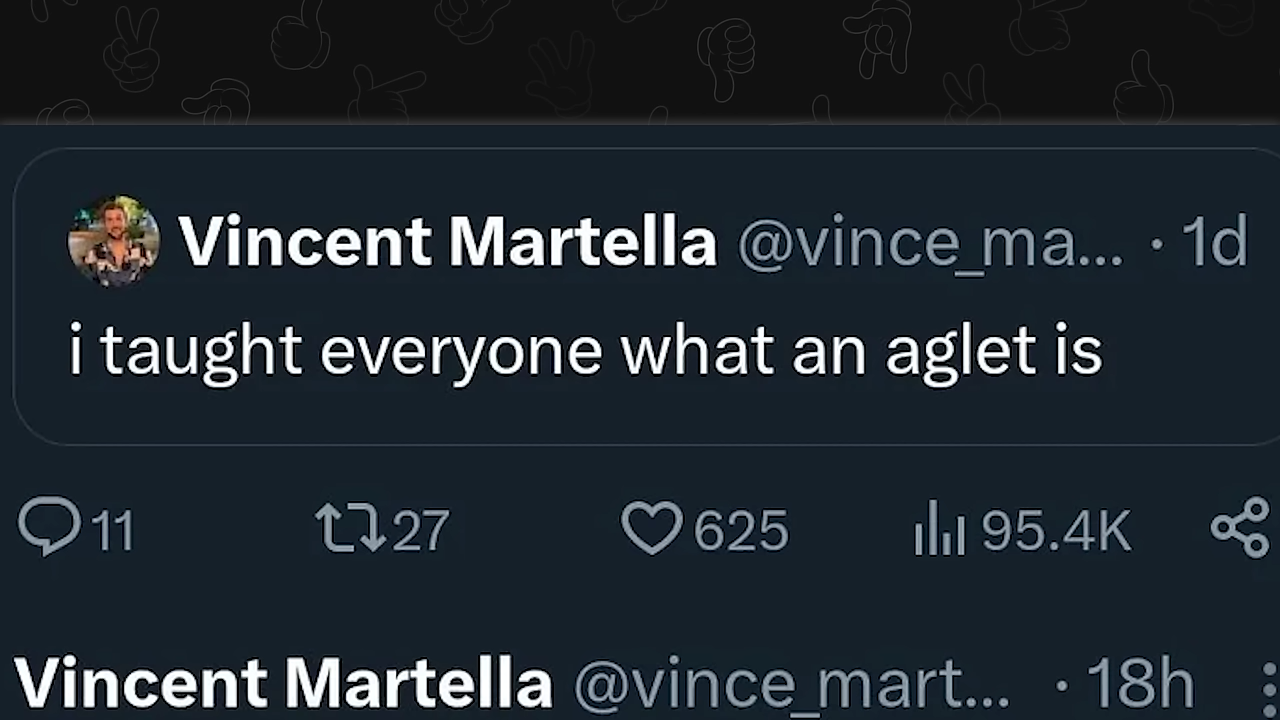 Vincent Martella @vince_ma... · 1d
i taught everyone what an aglet is
11 27 625 95.4K
Vincent Martella @vince_mart... · 18h